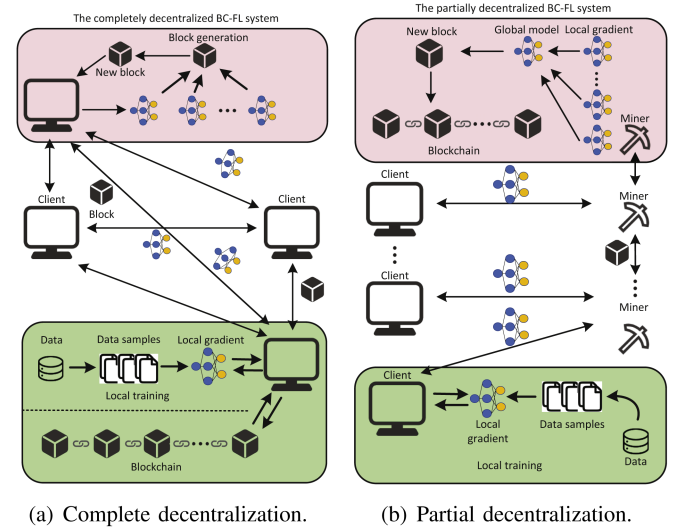 The completely decentralized BC-FL system
Block generation
New block
Client
Block
Client
Data
Data samples
Local gradient
Local training
Blockchain
(a) Complete decentralization.
The partially decentralized BC-FL system
New block
Global model
Local gradient
Miner
Blockchain
Client
Miner
Client
Miner
Client
Local
gradient
Data samples
Data
Local training
(b) Partial decentralization.